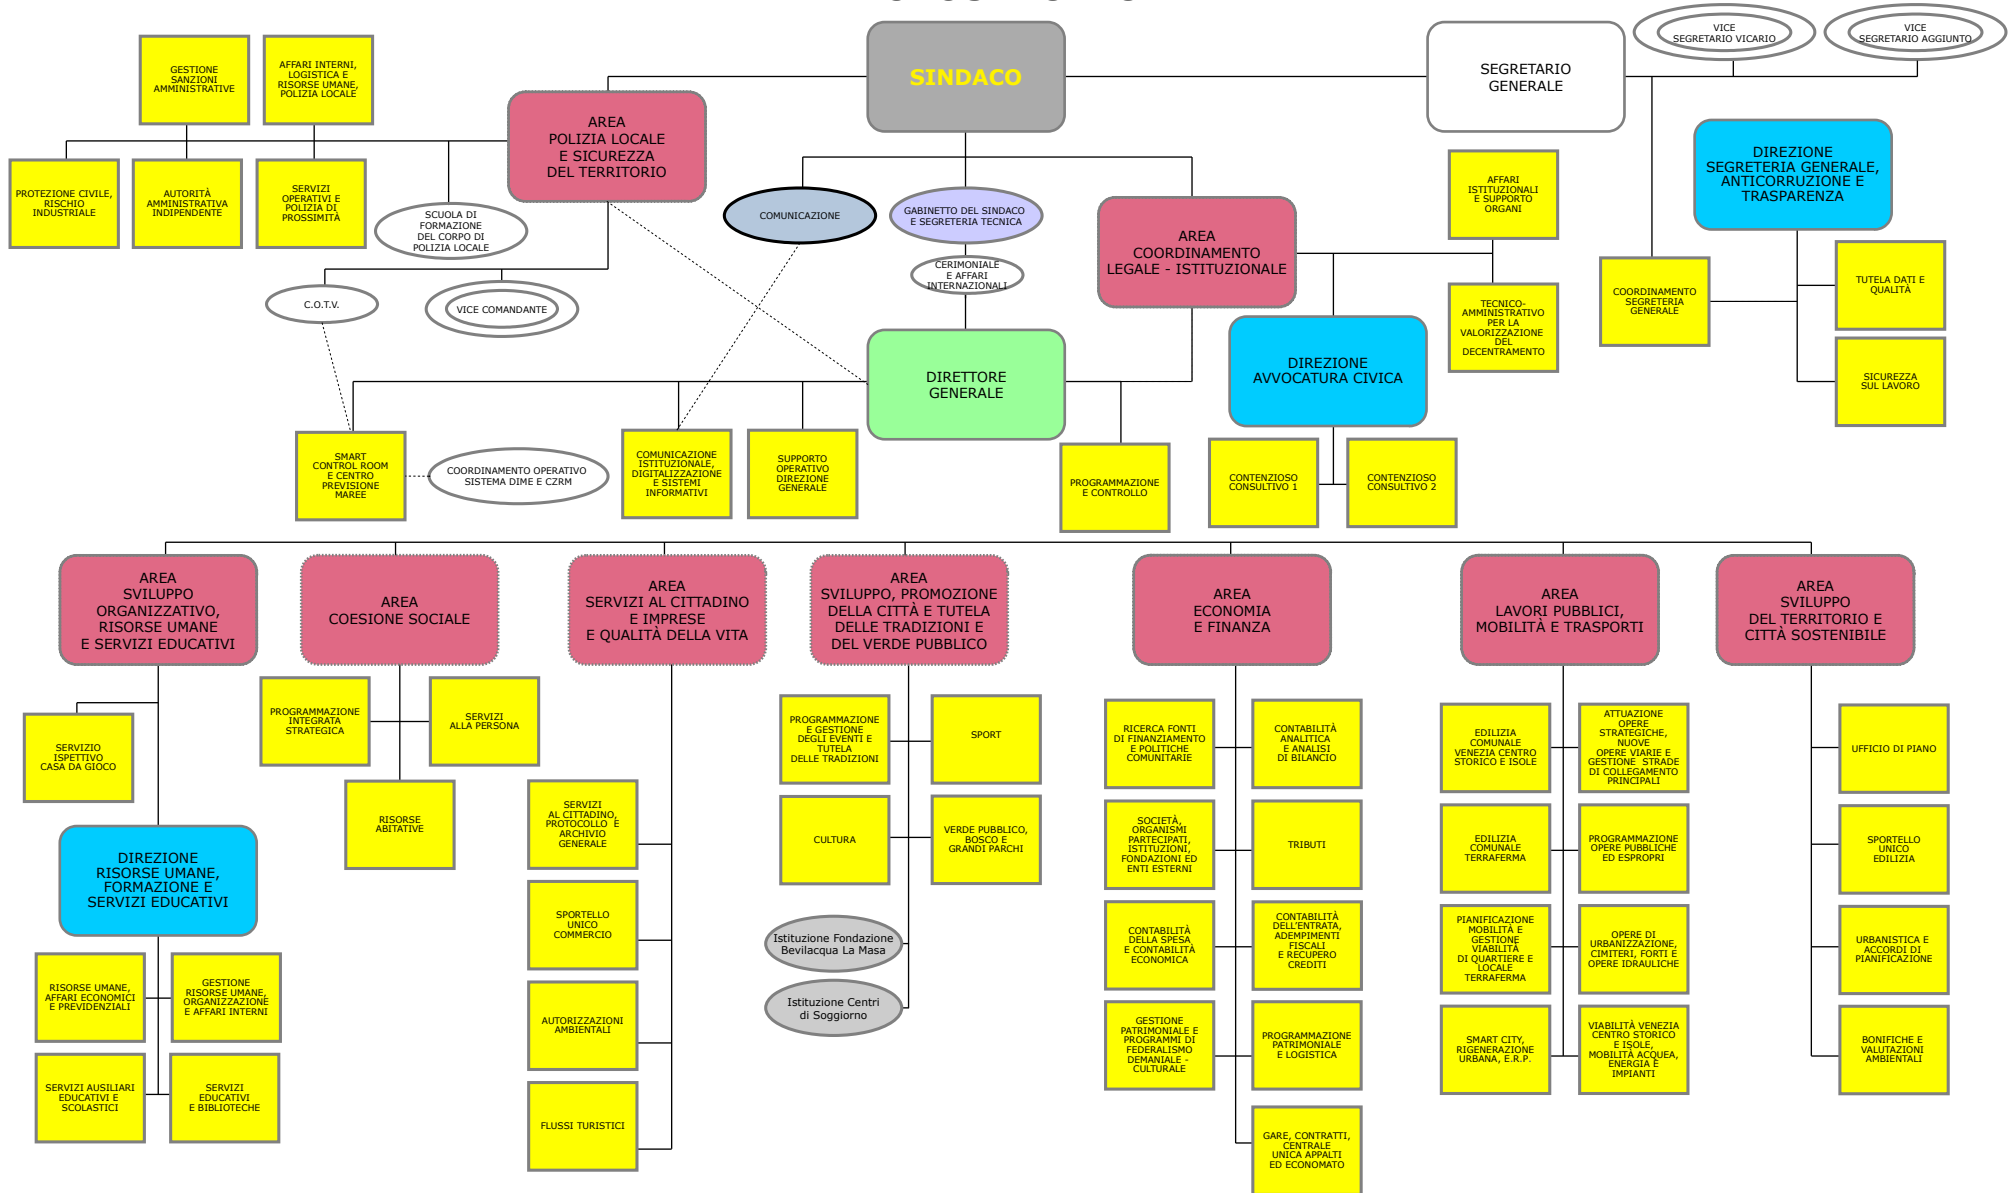 SINDACO
SEGRETARIO
GENERALE
VICE
SEGRETARIO VICARIO
VICE
SEGRETARIO AGGIUNTO
GESTIONE
SANZIONI
AMMINISTRATIVE
AFFARI INTERNI,
LOGISTICA E
RISORSE UMANE,
POLIZIA LOCALE
AREA
POLIZIA LOCALE
E SICUREZZA
DEL TERRITORIO
PROTEZIONE CIVILE,
RISCHIO
INDUSTRIALE
AUTORITÀ
AMMINISTRATIVA
INDIPENDENTE
SERVIZI
OPERATIVI E
POLIZIA DI
PROSSIMITÀ
SCUOLA DI
FORMAZIONE
DEL CORPO DI
POLIZIA LOCALE
COMUNICAZIONE
GABINETTO DEL SINDACO
E SEGRETERIA TECNICA
CERIMONIALE
E AFFARI
INTERNAZIONALI
AREA
COORDINAMENTO
LEGALE - ISTITUZIONALE
AFFARI
ISTITUZIONALI
E SUPPORTO
ORGANI
DIREZIONE
SEGRETERIA GENERALE,
ANTICORRUZIONE E
TRASPARENZA
C.O.T.V.
VICE COMANDANTE
TECNICO-
AMMINISTRATIVO
PER LA
VALORIZZAZIONE
DEL
DECENTRAMENTO
COORDINAMENTO
SEGRETERIA
GENERALE
TUTELA DATI E
QUALITÀ
SICUREZZA
SUL LAVORO
DIRETTORE
GENERALE
DIREZIONE
AVVOCATURA CIVICA
SMART
CONTROL ROOM
E CENTRO
PREVISIONE
MAREE
COORDINAMENTO OPERATIVO
SISTEMA DIME E CZRM
COMUNICAZIONE
ISTITUZIONALE,
DIGITALIZZAZIONE
E SISTEMI
INFORMATIVI
SUPPORTO
OPERATIVO
DIREZIONE
GENERALE
PROGRAMMAZIONE
E CONTROLLO
CONTENZIOSO
CONSULTIVO 1
CONTENZIOSO
CONSULTIVO 2
AREA
SVILUPPO
ORGANIZZATIVO,
RISORSE UMANE
E SERVIZI EDUCATIVI
AREA
COESIONE SOCIALE
AREA
SERVIZI AL CITTADINO
E IMPRESE
E QUALITÀ DELLA VITA
AREA
SVILUPPO, PROMOZIONE
DELLA CITTÀ E TUTELA
DELLE TRADIZIONI E
DEL VERDE PUBBLICO
AREA
ECONOMIA
E FINANZA
AREA
LAVORI PUBBLICI,
MOBILITÀ E TRASPORTI
AREA
SVILUPPO
DEL TERRITORIO E
CITTÀ SOSTENIBILE
SERVIZIO
ISPETTIVO
CASA DA GIOCO
DIREZIONE
RISORSE UMANE,
FORMAZIONE E
SERVIZI EDUCATIVI
RISORSE UMANE,
AFFARI ECONOMICI
E PREVIDENZIALI
GESTIONE
RISORSE UMANE,
ORGANIZZAZIONE
E AFFARI INTERNI
SERVIZI AUSILIARI
EDUCATIVI E
SCOLASTICI
SERVIZI
EDUCATIVI
E BIBLIOTECHE
PROGRAMMAZIONE
INTEGRATA
STRATEGICA
SERVIZI
ALLA PERSONA
RISORSE
ABITATIVE
SERVIZI
AL CITTADINO,
PROTOCOLLO E
ARCHIVIO
GENERALE
SPORTELLO
UNICO
COMMERCIO
AUTORIZZAZIONI
AMBIENTALI
FLUSSI TURISTICI
PROGRAMMAZIONE
E GESTIONE
DEGLI EVENTI E
TUTELA
DELLE TRADIZIONI
SPORT
CULTURA
VERDE PUBBLICO,
BOSCO E
GRANDI PARCHI
Istituzione Fondazione
Bevilacqua La Masa
Istituzione Centri
di Soggiorno
RICERCA FONTI
DI FINANZIAMENTO
E POLITICHE
COMUNITARIE
CONTABILITÀ
ANALITICA
E ANALISI
DI BILANCIO
SOCIETÀ,
ORGANISMI
PARTECIPATI,
ISTITUZIONI,
FONDAZIONI ED
ENTI ESTERNI
TRIBUTI
CONTABILITÀ
DELLA SPESA
E CONTABILITÀ
ECONOMICA
CONTABILITÀ
DELL'ENTRATA,
ADEMPIMENTI
FISCALI
E RECUPERO
CREDITI
GESTIONE
PATRIMONIALE E
PROGRAMMI DI
FEDERALISMO
DEMANIALE -
CULTURALE
PROGRAMMAZIONE
PATRIMONIALE
E LOGISTICA
GARE, CONTRATTI,
CENTRALE
UNICA APPALTI
ED ECONOMATO
EDILIZIA
COMUNALE
VENEZIA CENTRO
STORICO E ISOLE
ATTUAZIONE
OPERE
STRATEGICHE,
NUOVE
OPERE VIARIE E
GESTIONE STRADE
DI COLLEGAMENTO
PRINCIPALI
EDILIZIA
COMUNALE
TERRAFERMA
PROGRAMMAZIONE
OPERE PUBBLICHE
ED ESPROPRI
PIANIFICAZIONE
MOBILITÀ E
GESTIONE
VIABILITÀ
DI QUARTIERE E
LOCALE
TERRAFERMA
OPERE DI
URBANIZZAZIONE,
CIMITERI, FORTI E
OPERE IDRAULICHE
SMART CITY,
RIGENERAZIONE
URBANA, E.R.P.
VIABILITÀ VENEZIA
CENTRO STORICO
E ISOLE,
MOBILITÀ ACQUEA,
ENERGIA E
IMPIANTI
UFFICIO DI PIANO
SPORTELLO
UNICO
EDILIZIA
URBANISTICA E
ACCORDI DI
PIANIFICAZIONE
BONIFICHE E
VALUTAZIONI
AMBIENTALI